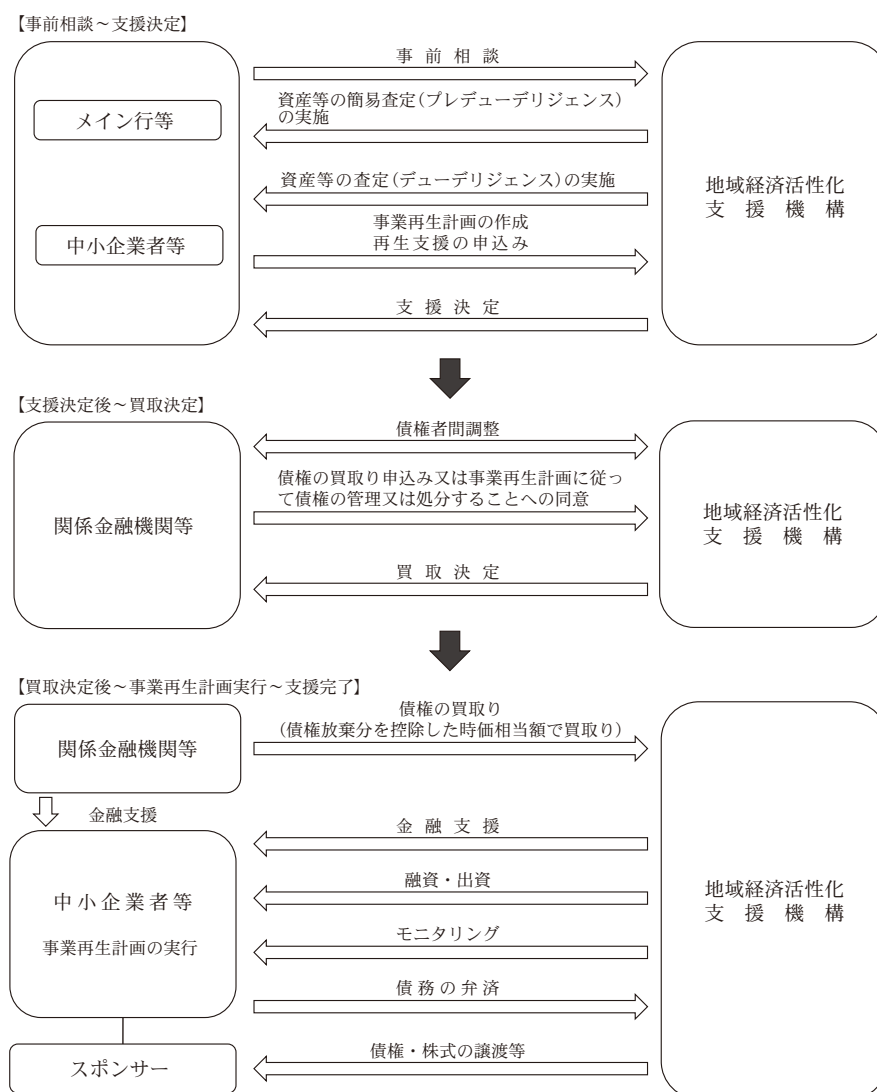 【事前相談～支援決定】
事前相談
資産等の簡易査定(プレデューデリジェンス)
の実施
メイン行等
資産等の査定(デューデリジェンス)の実施
地域経済活性化
支援機構
事業再生計画の作成
再生支援の申込み
中小企業者等
支援決定
【支援決定後～買取決定】
債権者間調整
債権の買取り申込み又は事業再生計画に従っ
て債権の管理又は処分することへの同意
関係金融機関等
地域経済活性化
支援機構
買取決定
【買取決定後～事業再生計画実行～支援完了】
債権の買取り
(債権放棄分を控除した時価相当額で買取り)
関係金融機関等
金融支援
金融支援
融資・出資
中小企業者等
事業再生計画の実行
地域経済活性化
支援機構
モニタリング
債務の弁済
債権・株式の譲渡等
スポンサー